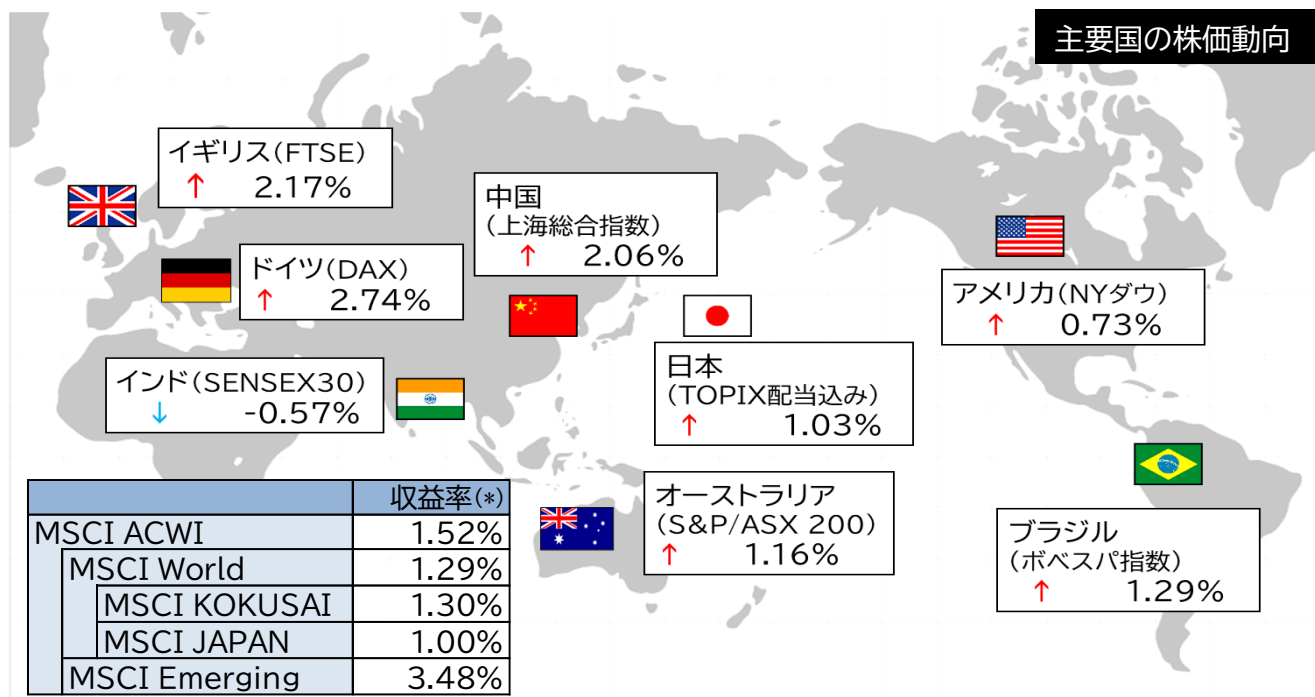 主要国の株価動向
イギリス(FTSE)
↑ 2.17%
中国
(上海総合指数)
↑ 2.06%
ドイツ(DAX)
↑ 2.74%
アメリカ(NYダウ)
↑ 0.73%
インド(SENSEX30)
↓ -0.57%
日本
(TOPIX配当込み)
↑ 1.03%
オーストラリア
(S&P/ASX 200)
↑ 1.16%
ブラジル
(ボベスパ指数)
↑ 1.29%
収益率(*)
MSCI ACWI 1.52%
MSCI World 1.29%
MSCI KOKUSAI 1.30%
MSCI JAPAN 1.00%
MSCI Emerging 3.48%